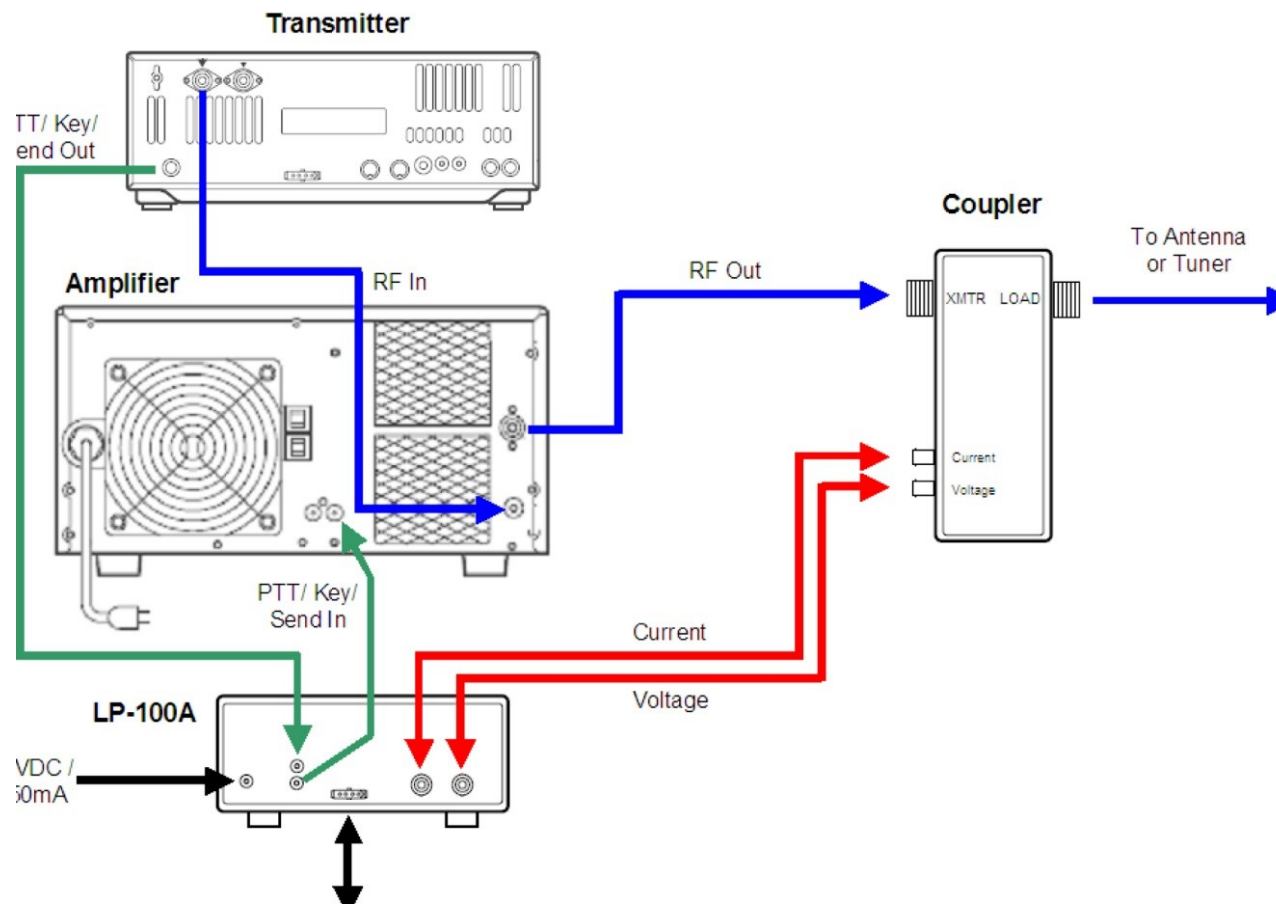 Transmitter
TT/ Key/
end Out
Coupler
To Antenna
or Tuner
Amplifier
RF In
RF Out
XMTR LOAD
Current
Voltage
PTT/ Key/
Send In
Current
Voltage
LP-100A
VDC /
50mA